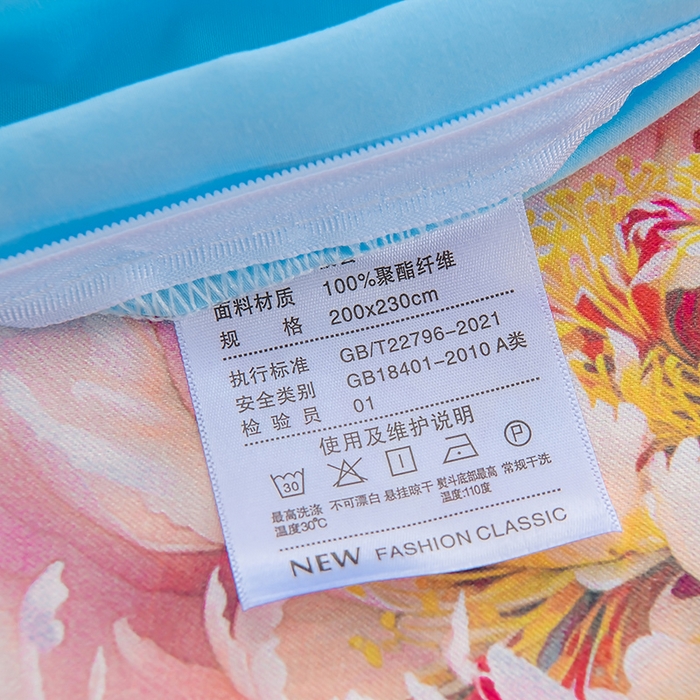 面料材质 100%聚酯纤维
规 格 200x230cm
执行标准 GB/T22796-2021
安全类别 GB18401-2010 A类
检验员 01
使用及维护说明
30 P
最高洗涤温度30℃ 不可漂白 悬挂晾干 熨斗底部最高温度:110度 常规干洗
NEW FASHION CLASSIC